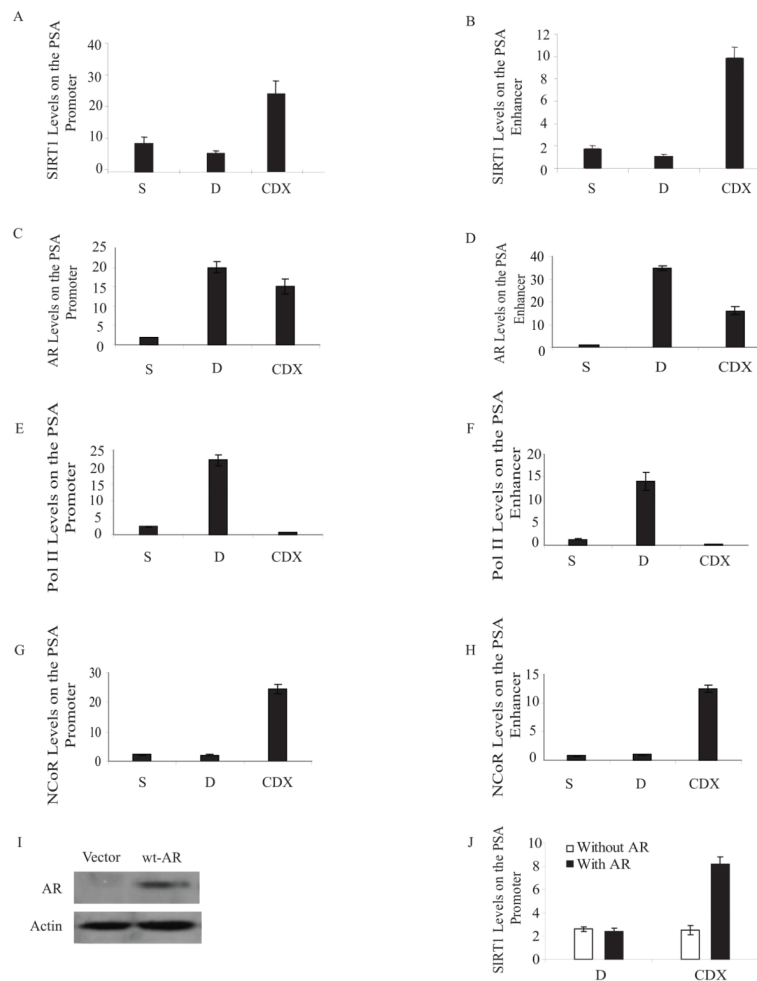 A
SIRT1 Levels on the PSA
Promoter
40
30
20
10
0
S D CDX
B
SIRT1 Levels on the PSA
Enhancer
12
10
8
6
4
2
0
S D CDX
C
AR Levels on the PSA
Promoter
25
20
15
10
5
0
S D CDX
D
AR Levels on the PSA
Enhancer
40
30
20
10
0
S D CDX
E
Pol II Levels on the PSA
Promoter
25
20
15
10
5
0
S D CDX
F
Pol II Levels on the PSA
Enhancer
20
15
10
5
0
S D CDX
G
NCoR Levels on the PSA
Promoter
30
20
10
0
S D CDX
H
NCoR Levels on the PSA
Enhancer
15
10
5
0
S D CDX
I
Vector wt-AR
AR
Actin
J
SIRT1 Levels on the PSA
Promoter
10
8
6
4
2
0
Without AR
With AR
D CDX